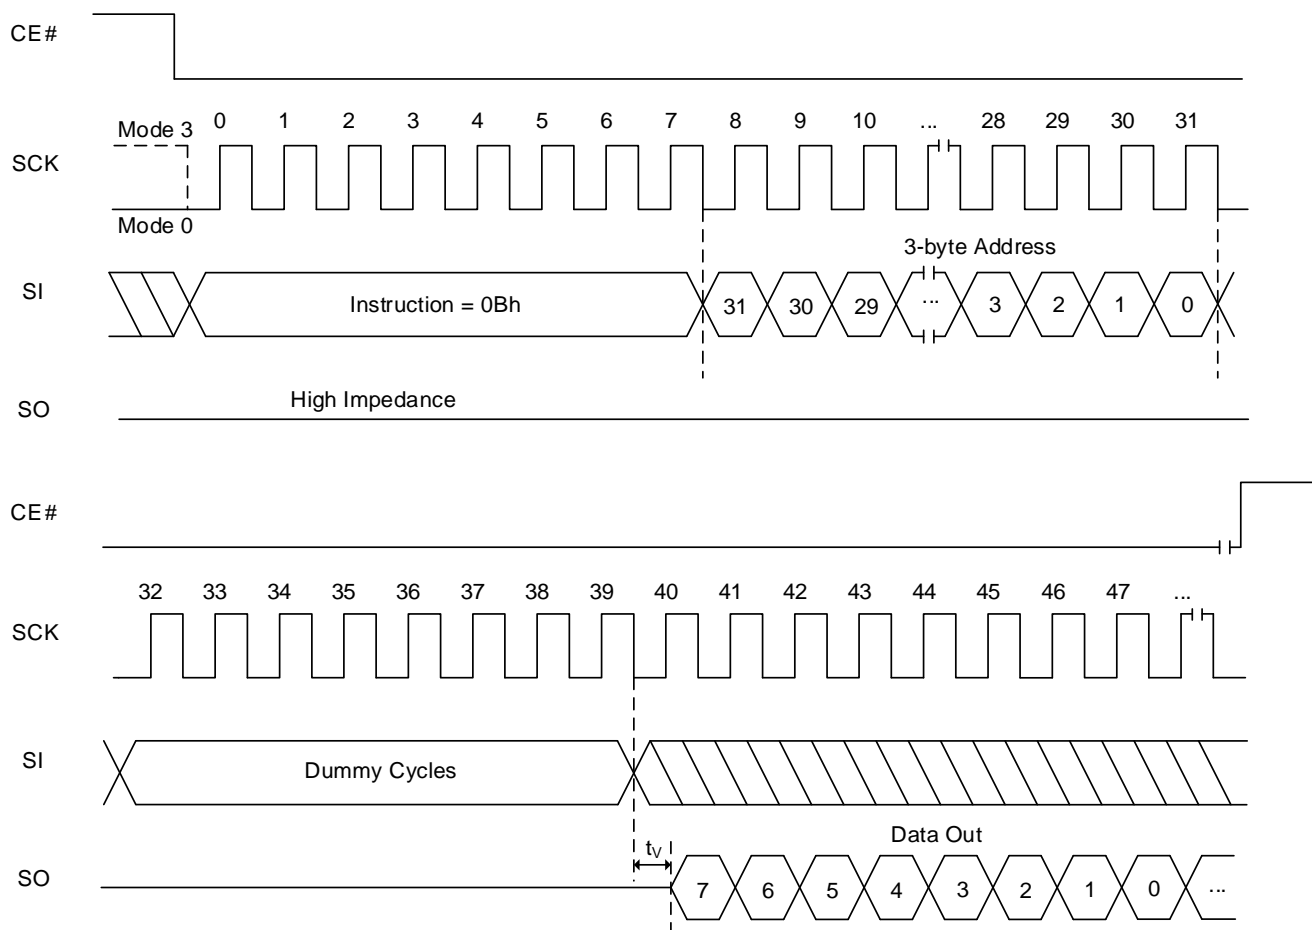 CE#
Mode 3 0 1 2 3 4 5 6 7 8 9 10 ... 28 29 30 31
SCK
Mode 0
3-byte Address
SI Instruction = 0Bh 31 30 29 ... 3 2 1 0
High Impedance
SO
CE#
32 33 34 35 36 37 38 39 40 41 42 43 44 45 46 47 ...
SCK
SI Dummy Cycles
tV Data Out
SO 7 6 5 4 3 2 1 0 ...